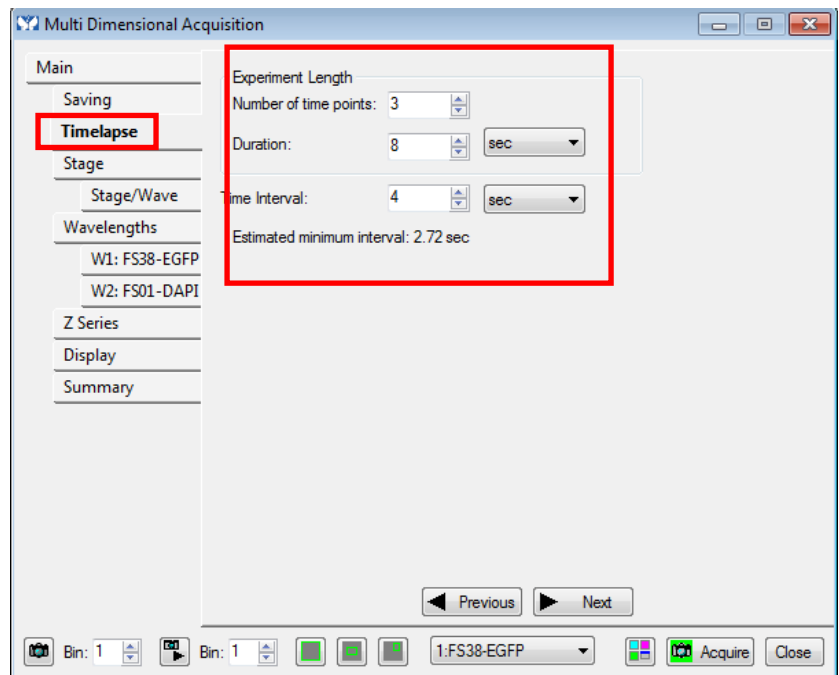 Multi Dimensional Acquisition
Main
Saving
Timelapse
Stage
Stage/Wave
Wavelengths
W1: FS38-EGFP
W2: FS01-DAPI
Z Series
Display
Summary
Experiment Length
Number of time points: 3
Duration: 8 sec
Time Interval: 4 sec
Estimated minimum interval: 2.72 sec
Previous Next
Bin: 1 Bin: 1 1:FS38-EGFP Acquire Close